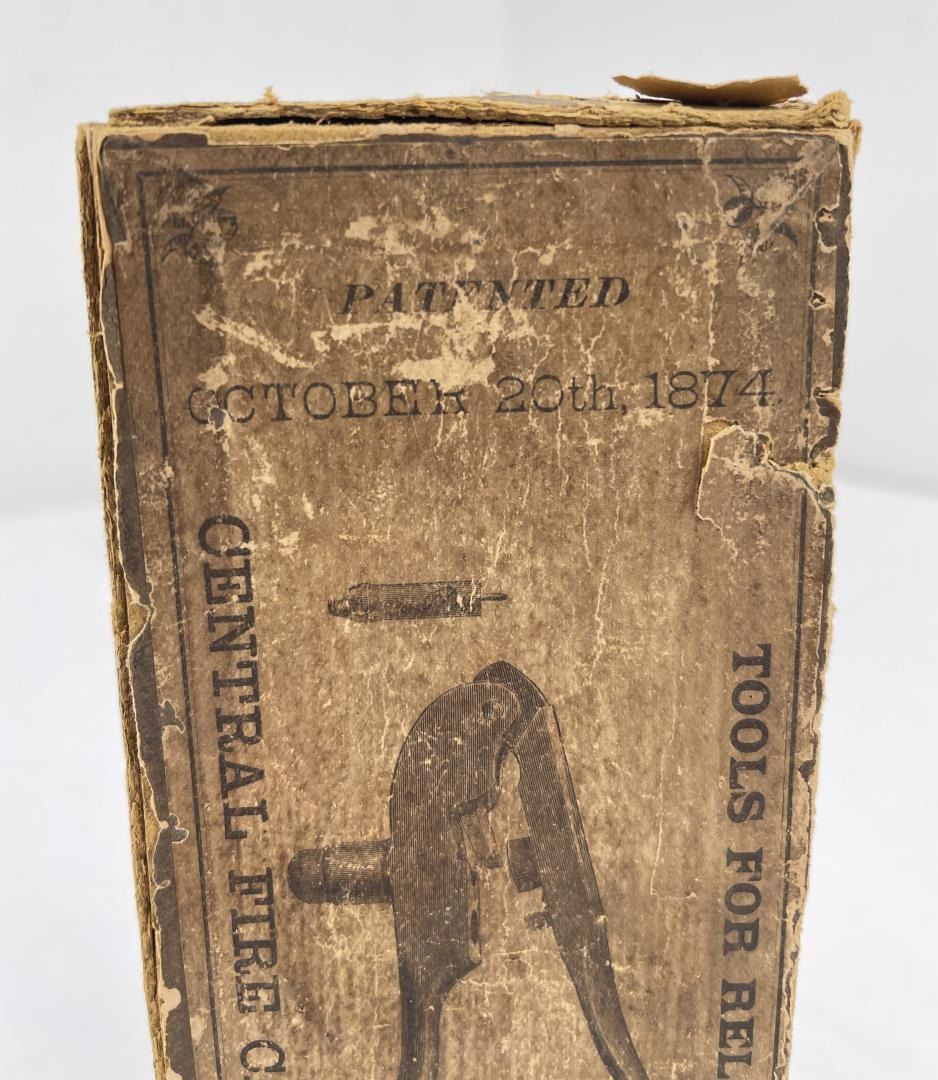 PATENTED
OCTOBER 20th, 1874.
TOOLS FOR REL
CENTRAL FIRE C